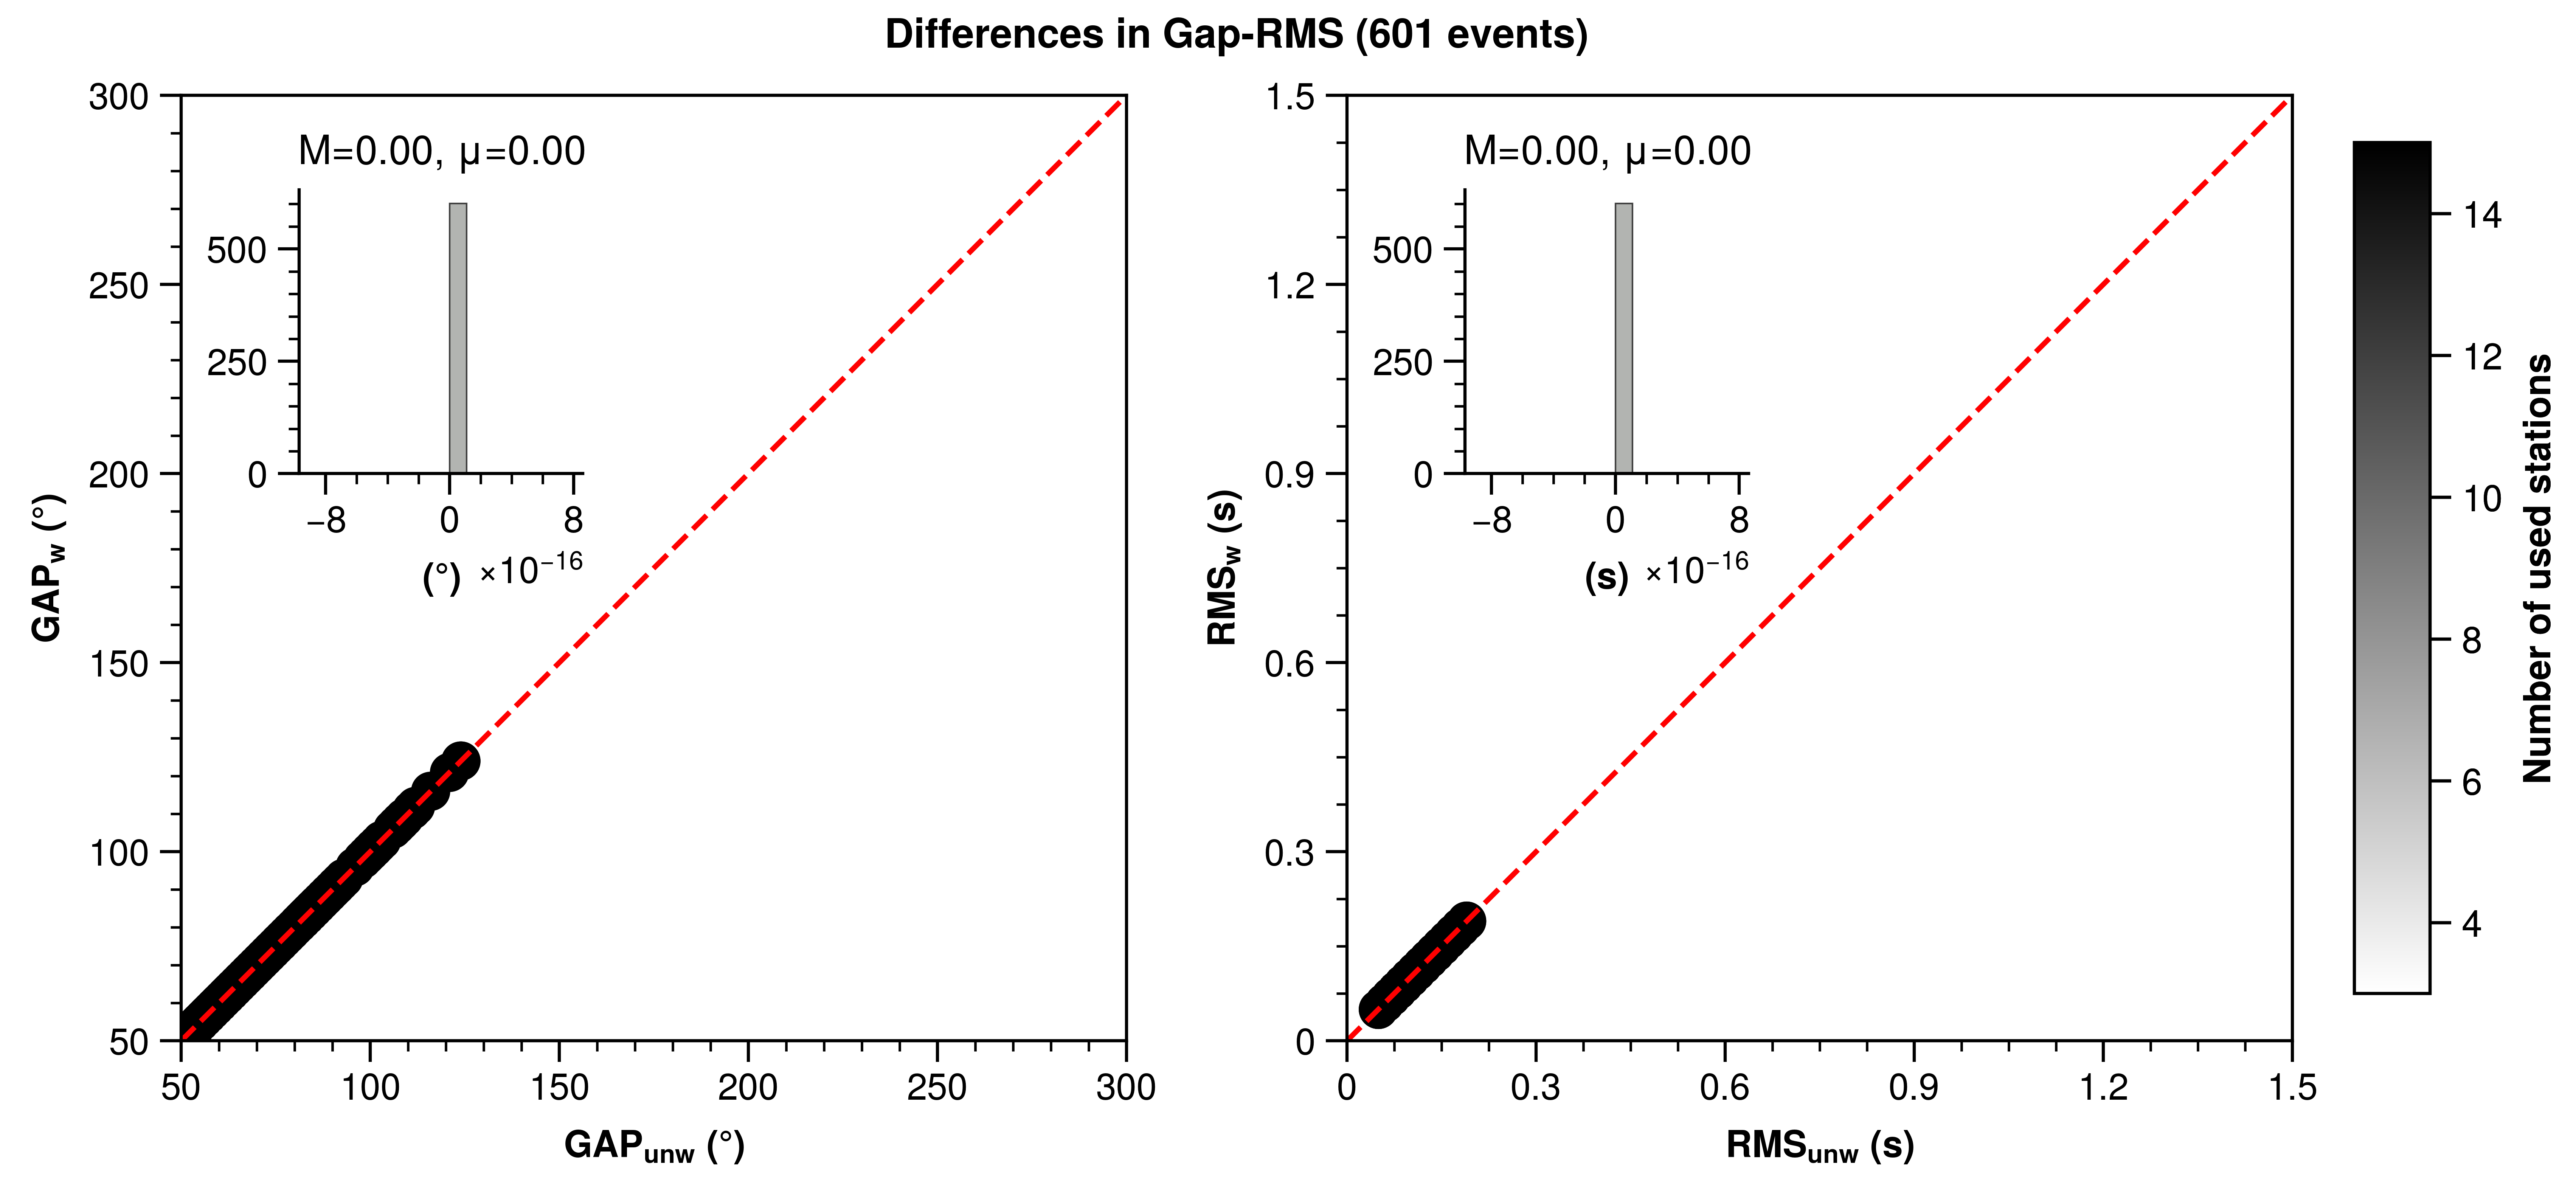 Differences in Gap-RMS (601 events)
300
250
200
150
100
50
GAPw (°)
50 100 150 200 250 300
GAPunw (°)
M=0.00, µ=0.00
500
250
0
−8 0 8
(°) ×10⁻¹⁶
1.5
1.2
0.9
0.6
0.3
0
RMSw (s)
0 0.3 0.6 0.9 1.2 1.5
RMSunw (s)
M=0.00, µ=0.00
500
250
0
−8 0 8
(s) ×10⁻¹⁶
14
12
10
8
6
4
Number of used stations